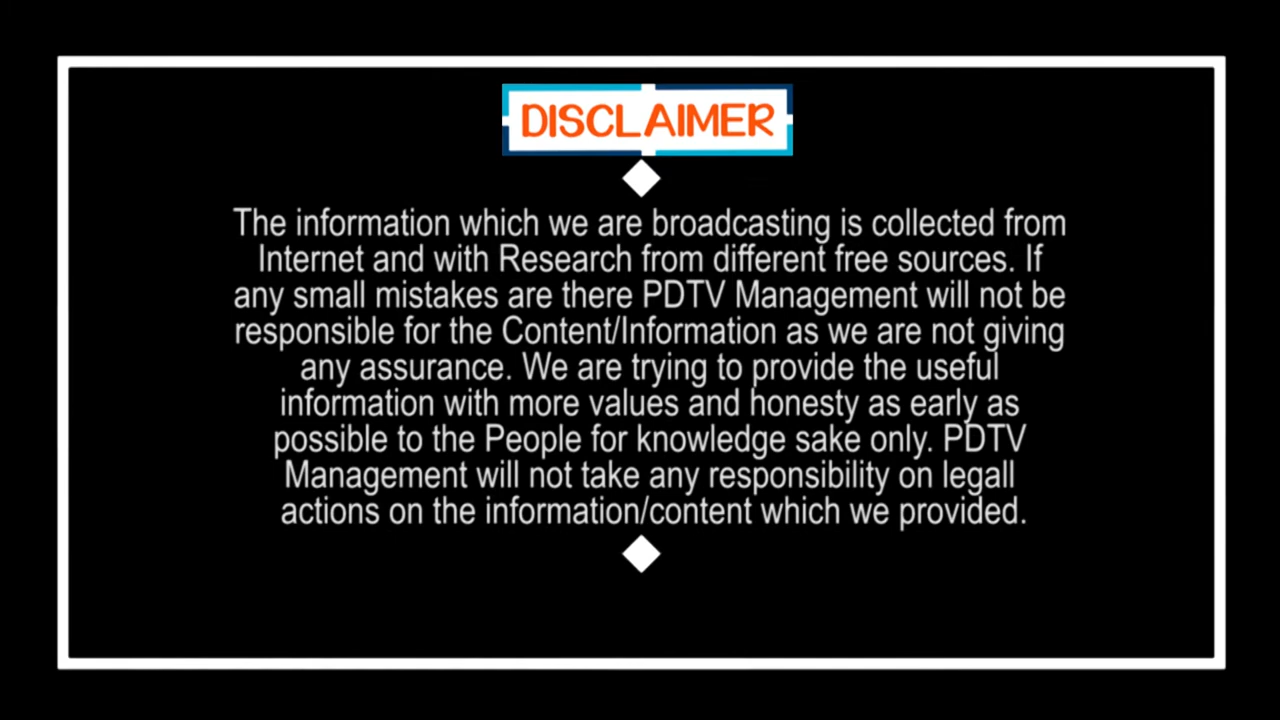 DISCLAIMER
The information which we are broadcasting is collected from
Internet and with Research from different free sources. If
any small mistakes are there PDTV Management will not be
responsible for the Content/Information as we are not giving
any assurance. We are trying to provide the useful
information with more values and honesty as early as
possible to the People for knowledge sake only. PDTV
Management will not take any responsibility on legall
actions on the information/content which we provided.